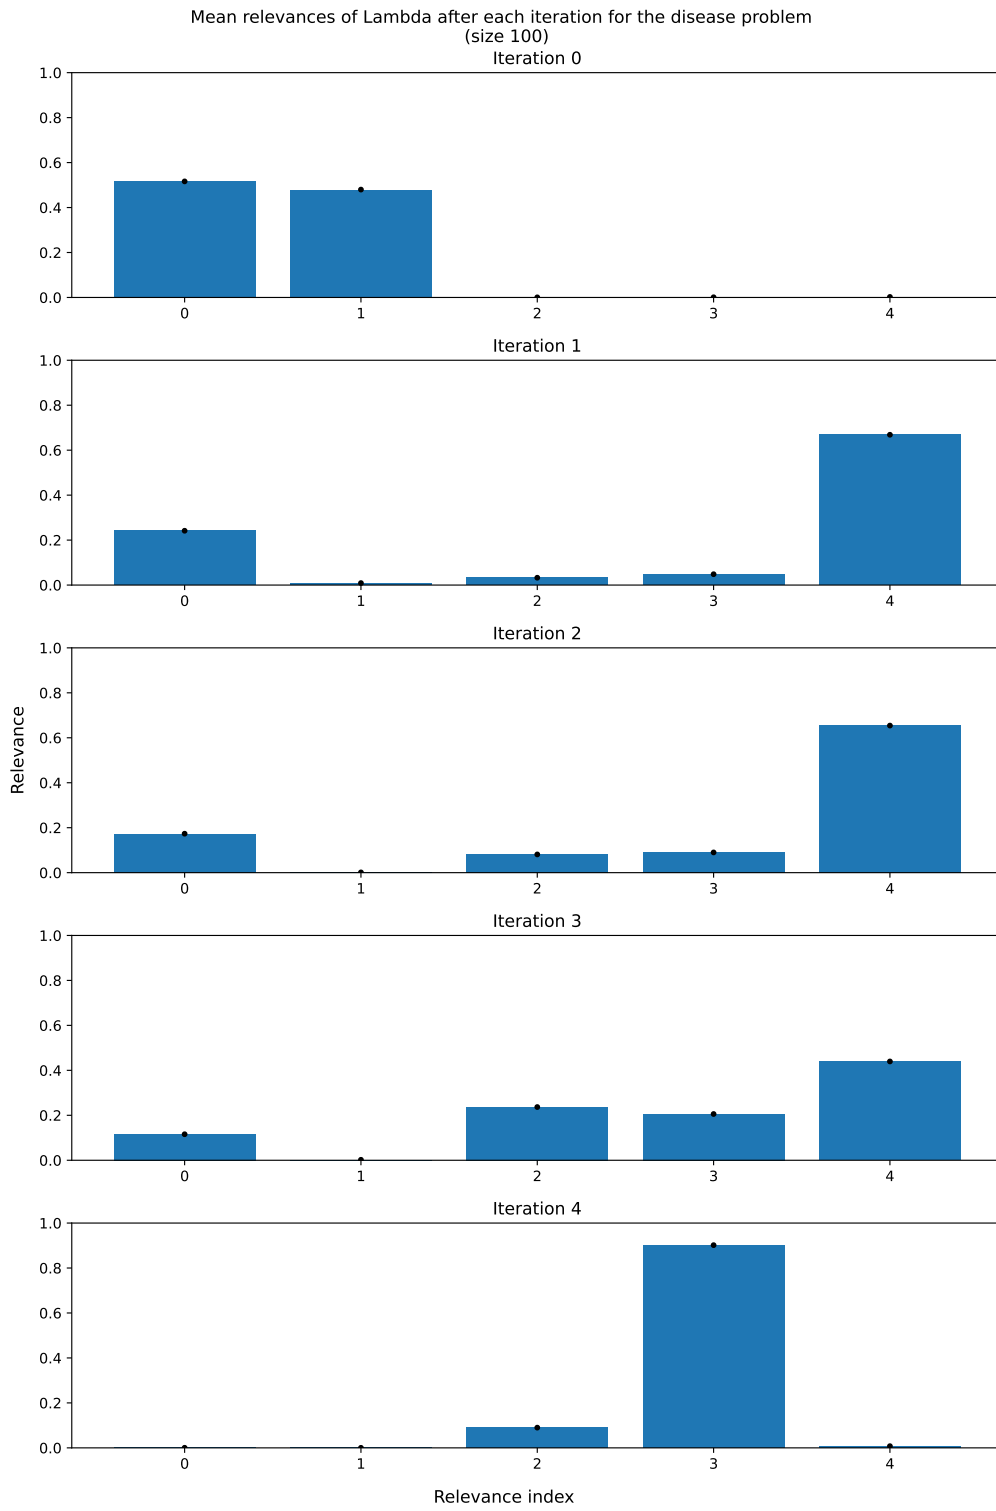 Mean relevances of Lambda after each iteration for the disease problem
(size 100)
Iteration 0
1.0
0.8
0.6
0.4
0.2
0.0
0 1 2 3 4
Iteration 1
1.0
0.8
0.6
0.4
0.2
0.0
0 1 2 3 4
Iteration 2
1.0
0.8
0.6
0.4
0.2
0.0
0 1 2 3 4
Relevance
Iteration 3
1.0
0.8
0.6
0.4
0.2
0.0
0 1 2 3 4
Iteration 4
1.0
0.8
0.6
0.4
0.2
0.0
0 1 2 3 4
Relevance index